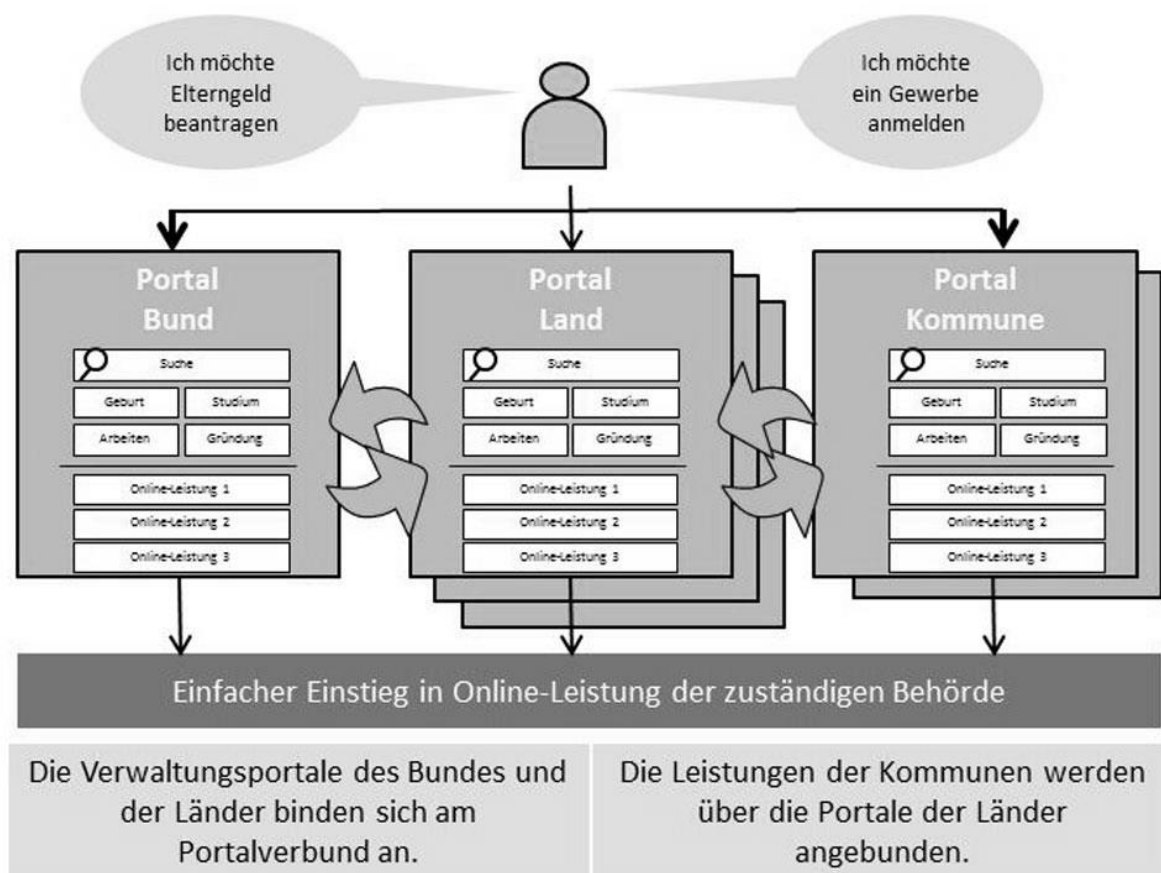 Ich möchte
Elterngeld
beantragen
Ich möchte
ein Gewerbe
anmelden
Portal
Bund
Suche
Geburt
Studium
Arbeiten
Gründung
Online-Leistung 1
Online-Leistung 2
Online-Leistung 3
Portal
Land
Suche
Geburt
Studium
Arbeiten
Gründung
Online-Leistung 1
Online-Leistung 2
Online-Leistung 3
Portal
Kommune
Suche
Geburt
Studium
Arbeiten
Gründung
Online-Leistung 1
Online-Leistung 2
Online-Leistung 3
Einfacher Einstieg in Online-Leistung der zuständigen Behörde
Die Verwaltungsportale des Bundes und
der Länder binden sich am
Portalverbund an.
Die Leistungen der Kommunen werden
über die Portale der Länder
angebunden.